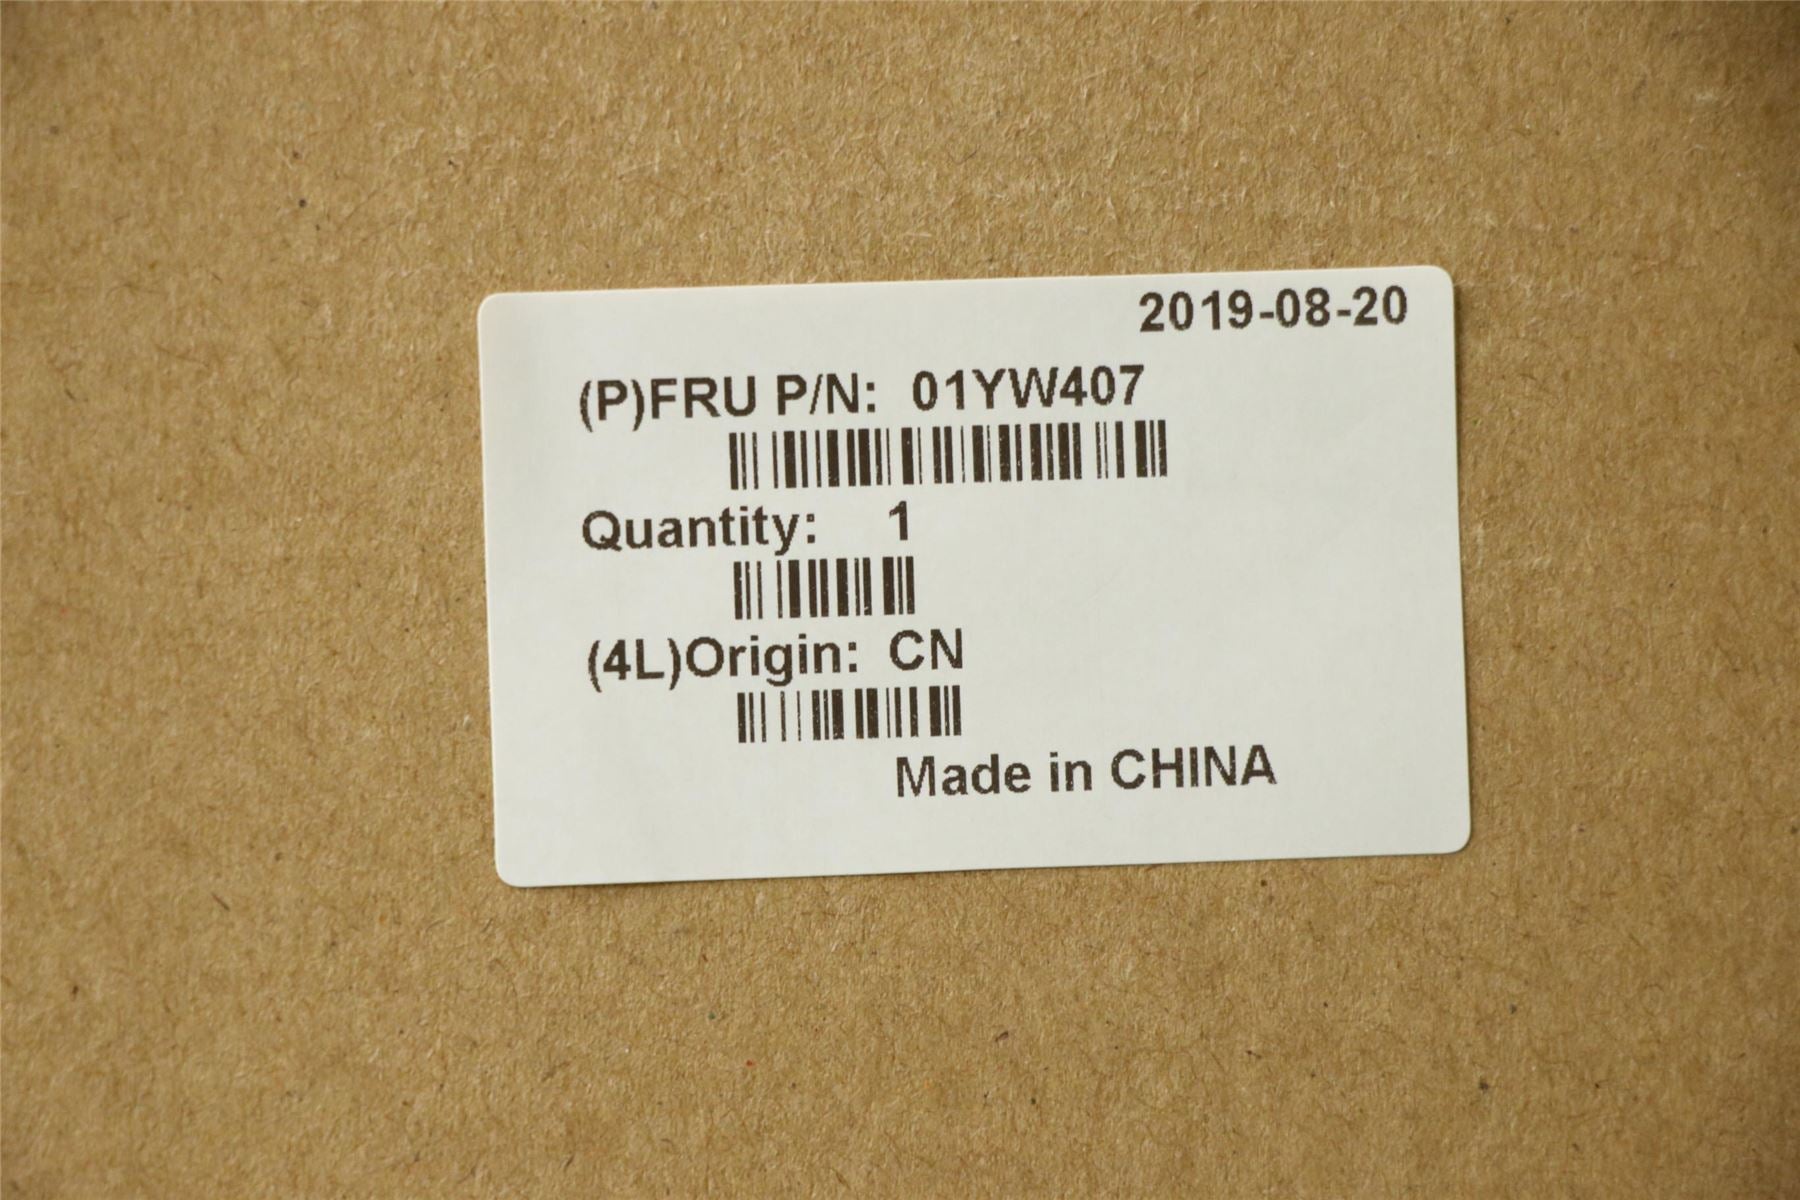 2019-08-20
(P)FRU P/N: 01YW407
Quantity: 1
(4L)Origin: CN
Made in CHINA